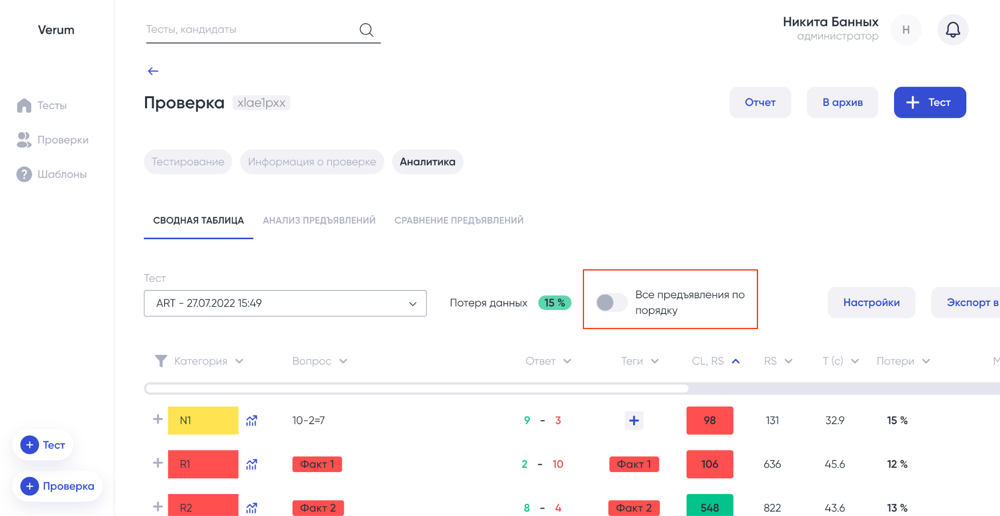 Verum
Тесты, кандидаты
Никита Банных
администратор
Н
Тесты
Проверки
Шаблоны
Проверка xlae1pxx
Отчет
В архив
Тест
Тестирование
Информация о проверке
Аналитика
СВОДНАЯ ТАБЛИЦА
АНАЛИЗ ПРЕДЪЯВЛЕНИЙ
СРАВНЕНИЕ ПРЕДЪЯВЛЕНИЙ
Тест
ART - 27.07.2022 15:49
Потеря данных 15 %
Все предъявления по
порядку
Настройки
Экспорт в
Категория Вопрос Ответ Теги CL, RS RS T (c) Потери
N1 10-2=7 9 - 3 98 131 32.9 15 %
R1 Факт 1 2 - 10 Факт 1 106 636 45.6 12 %
R2 Факт 2 8 - 4 Факт 2 548 822 43.6 13 %
Тест
Проверка